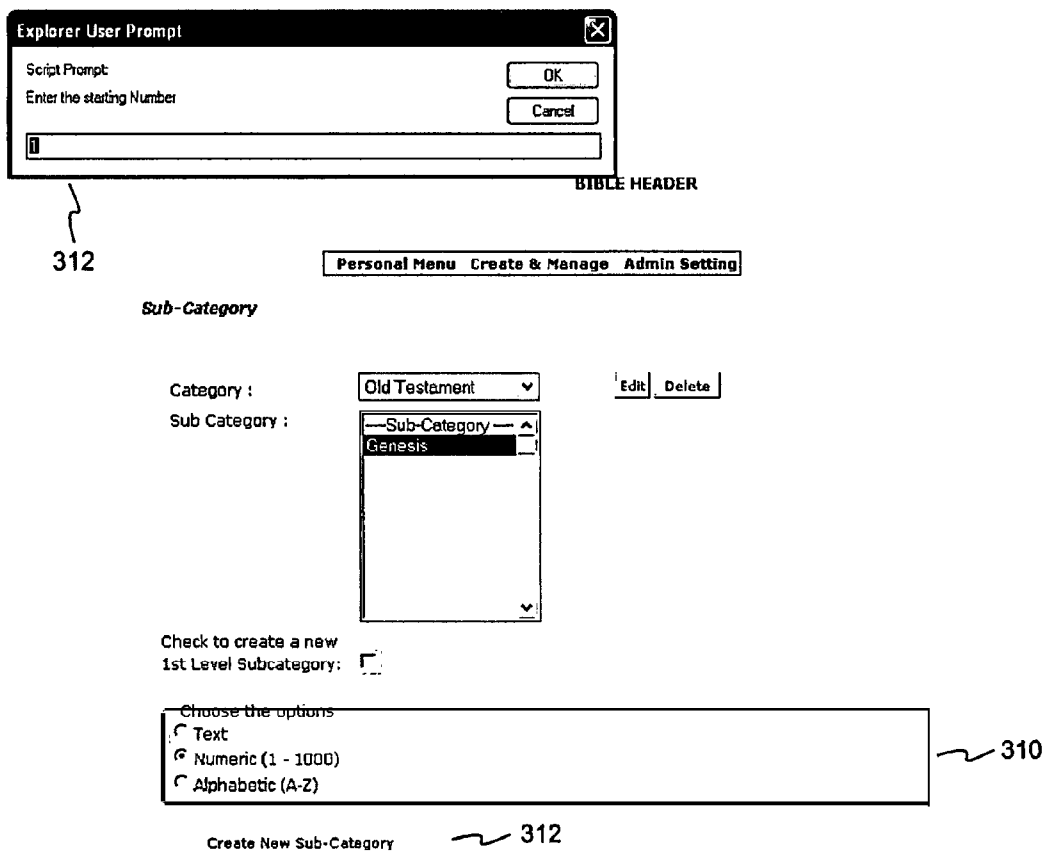 Explorer User Prompt
Script Prompt:
OK
Enter the starting Number
Cancel
1
BIBLE HEADER
312
Personal Menu Create & Manage Admin Setting
Sub-Category
Category : Old Testament Edit Delete
Sub Category : —Sub-Category—
Genesis
Check to create a new
1st Level Subcategory:
Choose the options
Text
Numeric (1 - 1000)
310
Alphabetic (A-Z)
Create New Sub-Category 312